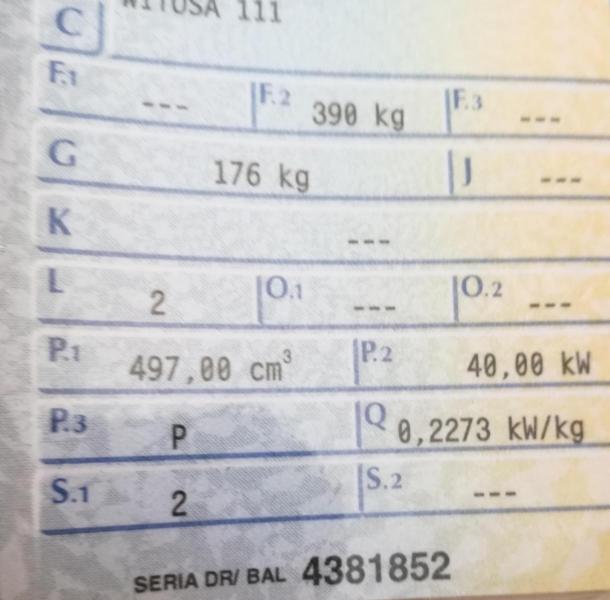 C
111
F.1 --- F.2 390 kg F.3 ---
G 176 kg J ---
K ---
L 2 O.1 --- O.2 ---
P.1 497,00 cm³ P.2 40,00 kW
P.3 P Q 0,2273 kW/kg
S.1 2 S.2 ---
SERIA DR/ BAL 4381852